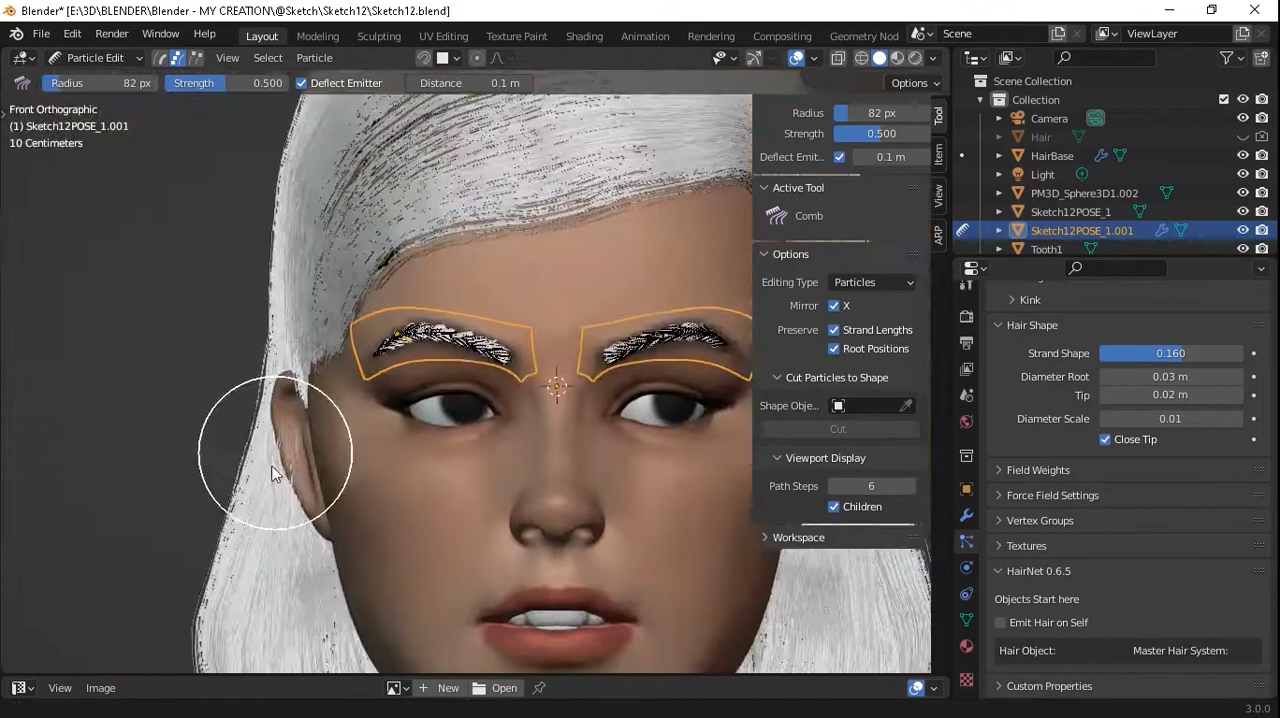 Blender* [E:\3D\BLENDER\Blender - MY CREATION\@Sketch\Sketch12\Sketch12.blend]
File Edit Render Window Help Layout Modeling Sculpting UV Editing Texture Paint Shading Animation Rendering Compositing Geometry Nod Scene ViewLayer
Particle Edit View Select Particle
Radius 82 px Strength 0.500 Deflect Emitter Distance 0.1 m Options
Front Orthographic
(1) Sketch12POSE_1.001
10 Centimeters
Radius 82 px
Strength 0.500
Deflect Emit... 0.1 m
Active Tool
Comb
Options
Editing Type Particles
Mirror X
Preserve Strand Lengths
Root Positions
Cut Particles to Shape
Shape Obje...
Cut
Viewport Display
Path Steps 6
Children
Workspace
Tool
Item
View
ARP
Scene Collection
Collection
Camera
Hair
HairBase
Light
PM3D_Sphere3D1.002
Sketch12POSE_1
Sketch12POSE_1.001
Tooth1
Kink
Hair Shape
Strand Shape 0.160
Diameter Root 0.03 m
Tip 0.02 m
Diameter Scale 0.01
Close Tip
Field Weights
Force Field Settings
Vertex Groups
Textures
HairNet 0.6.5
Objects Start here
Emit Hair on Self
Hair Object: Master Hair System:
Custom Properties
View Image New Open
3.0.0